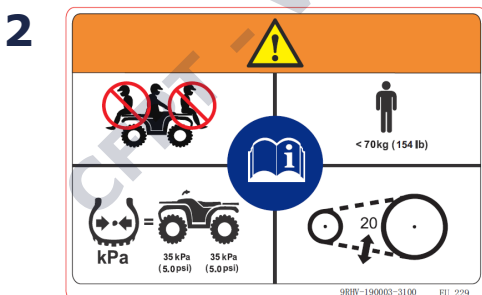 2
< 70kg (154 lb)
i
kPa
=
35 kPa
(5.0 psi)
35 kPa
(5.0 psi)
20
9RHV-190003-3100 EU 229